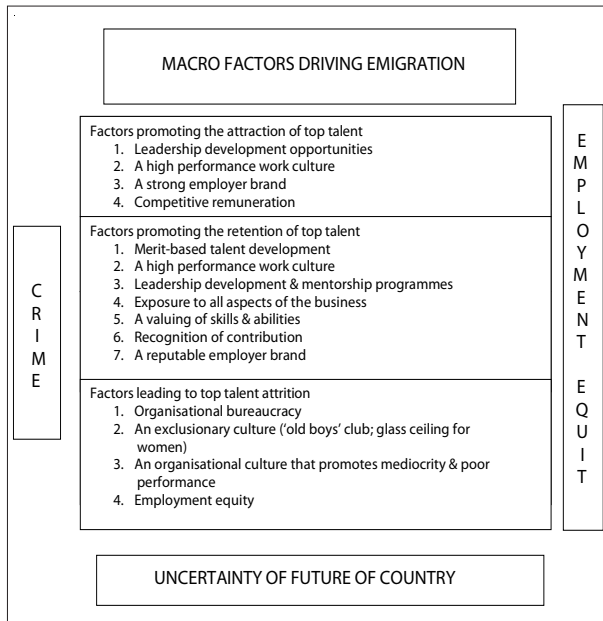 MACRO FACTORS DRIVING EMIGRATION
Factors promoting the attraction of top talent
1. Leadership development opportunities
2. A high performance work culture
3. A strong employer brand
4. Competitive remuneration
Factors promoting the retention of top talent
1. Merit-based talent development
2. A high performance work culture
3. Leadership development & mentorship programmes
4. Exposure to all aspects of the business
5. A valuing of skills & abilities
6. Recognition of contribution
7. A reputable employer brand
Factors leading to top talent attrition
1. Organisational bureaucracy
2. An exclusionary culture (‘old boys’ club; glass ceiling for
women)
3. An organisational culture that promotes mediocrity & poor
performance
4. Employment equity
CRIME
EMPLOYMENT EQUIT
UNCERTAINTY OF FUTURE OF COUNTRY